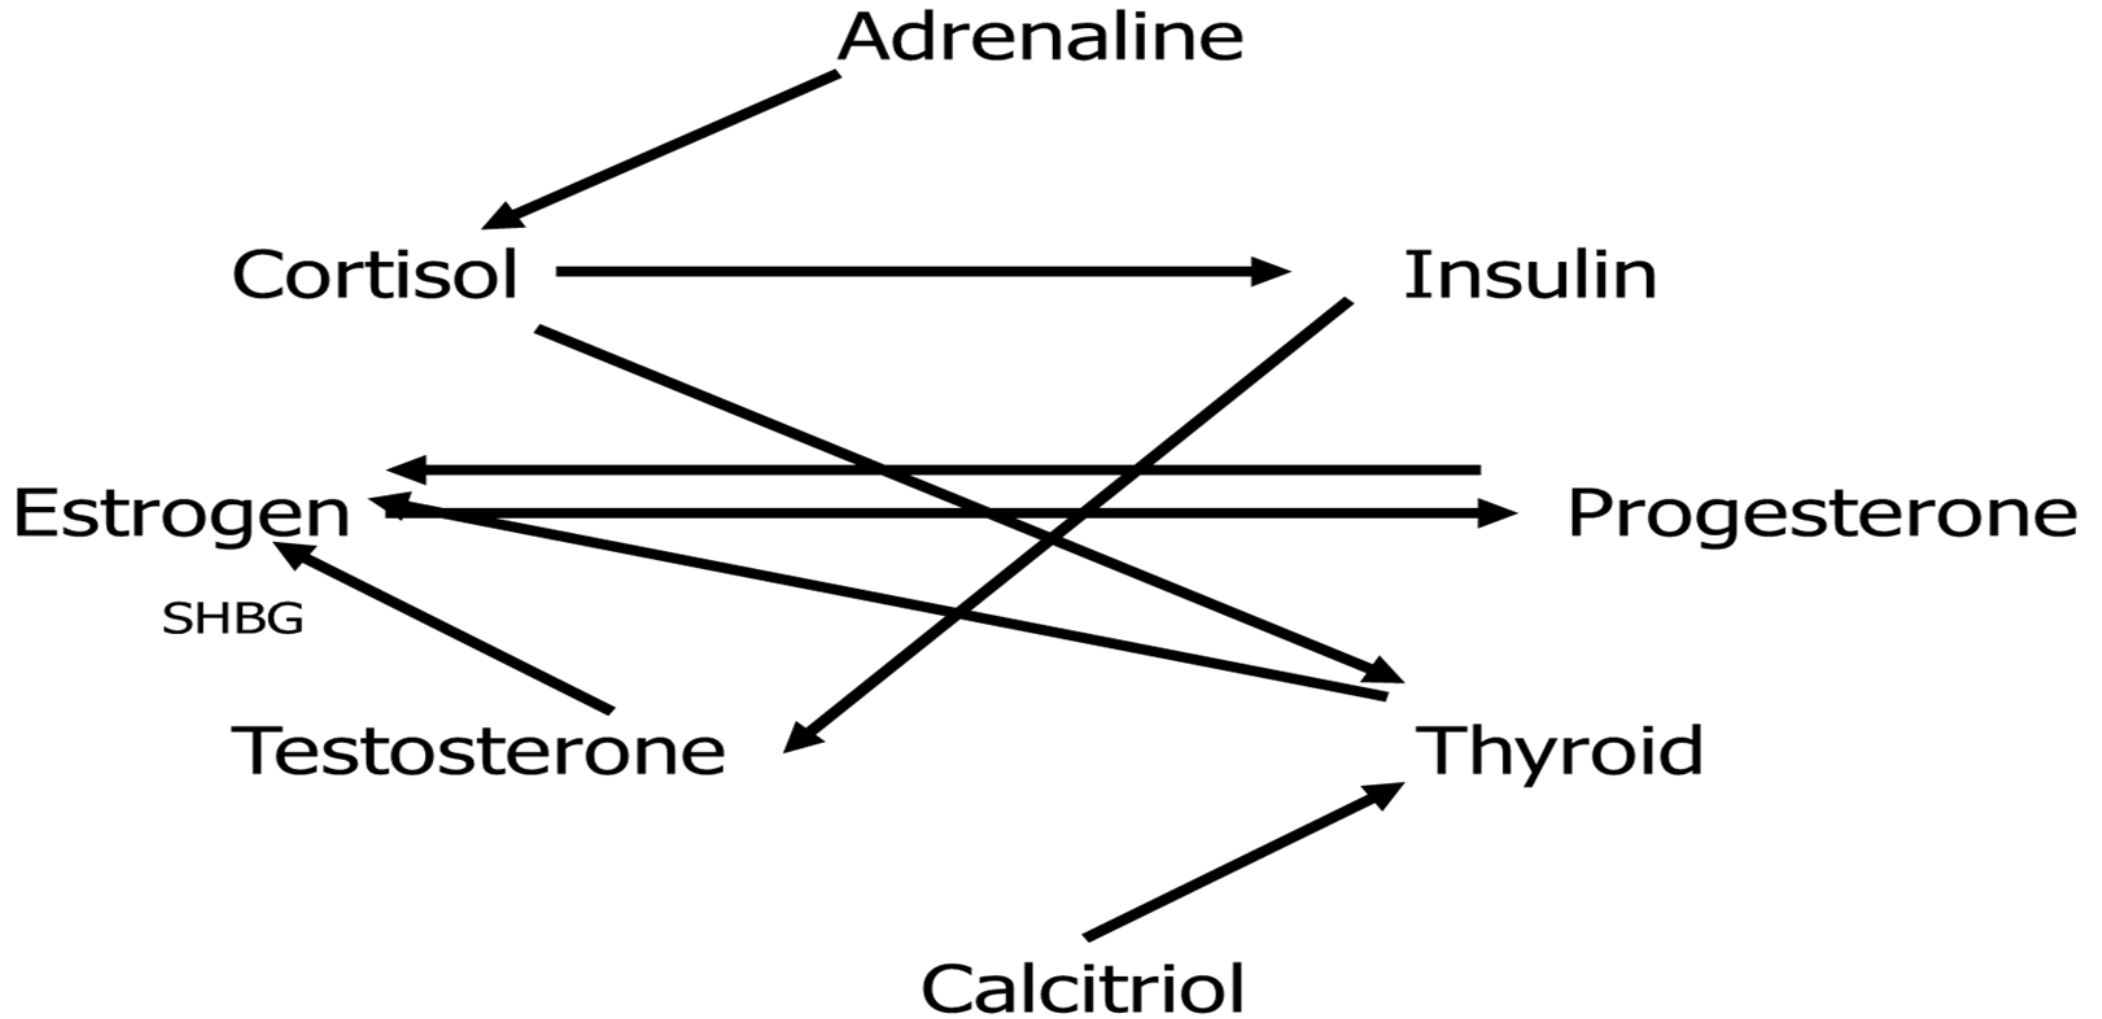 Adrenaline
Cortisol
Insulin
Estrogen
Progesterone
SHBG
Testosterone
Thyroid
Calcitriol